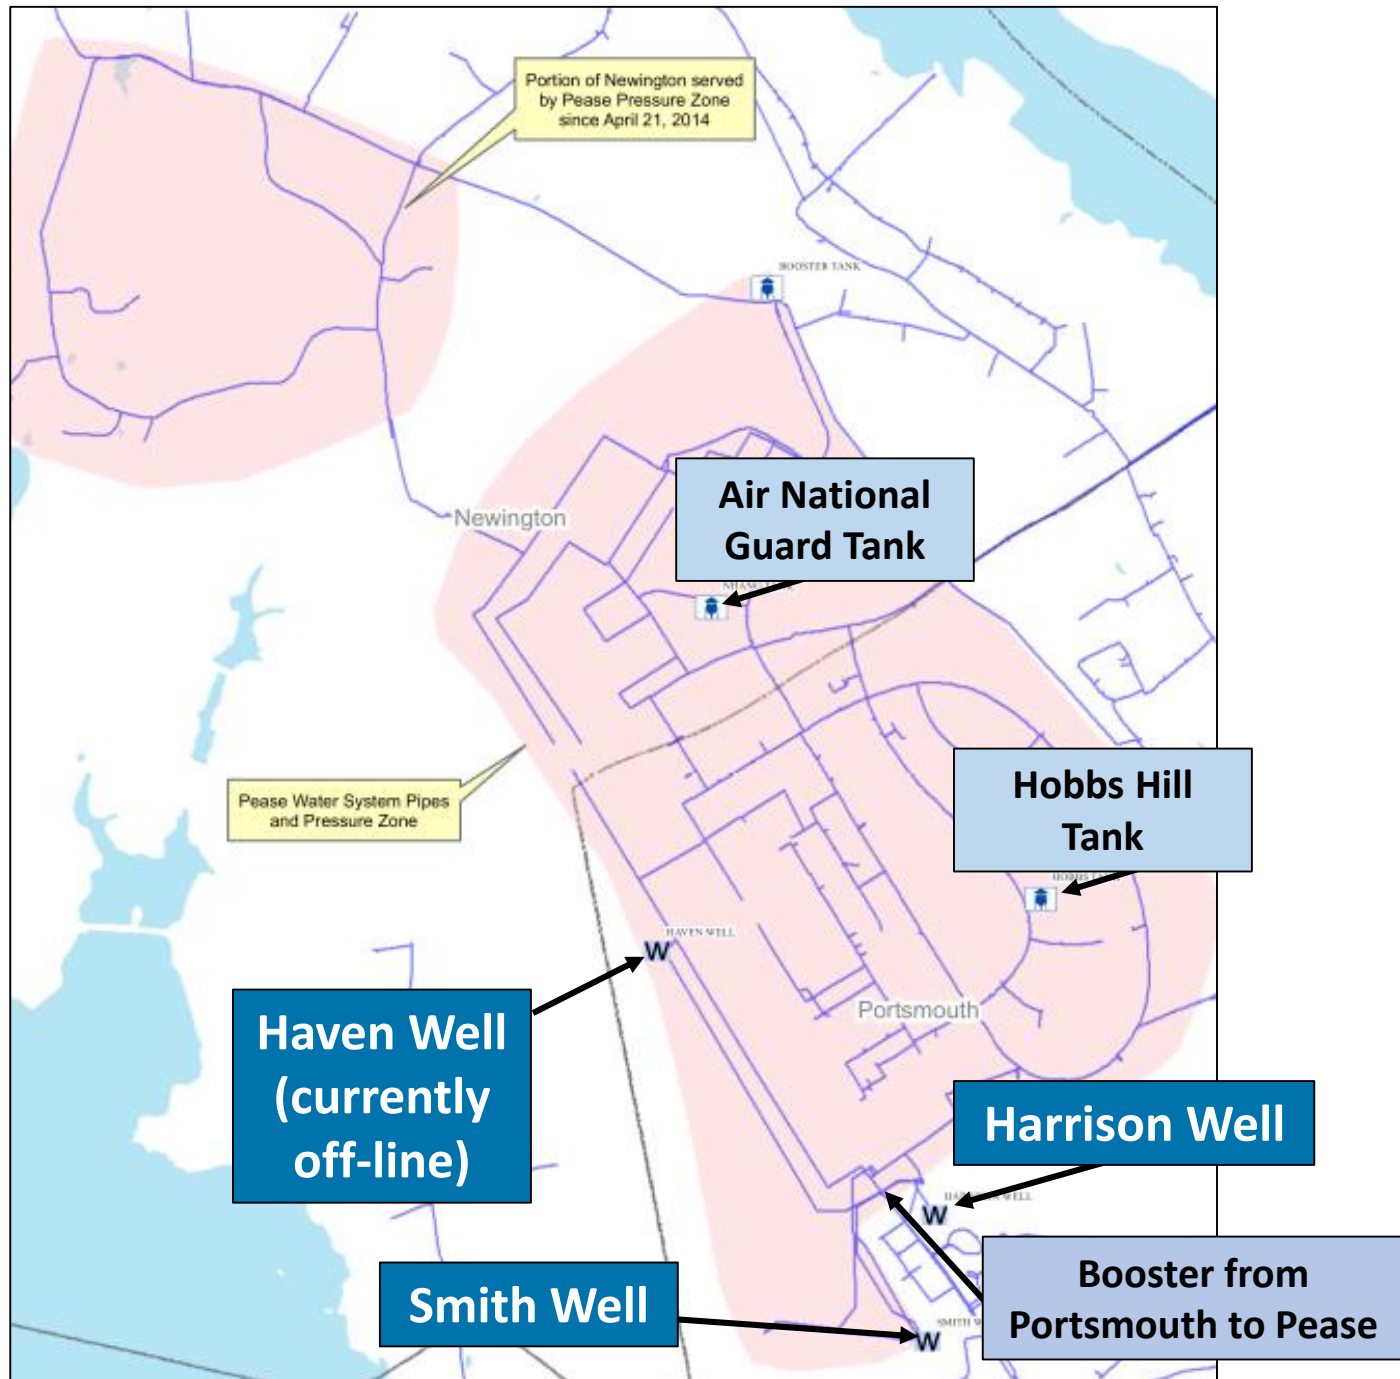 Portion of Newington served
by Pease Pressure Zone
since April 21, 2014
BOOSTER TANK
Air National
Guard Tank
Newington
Hobbs Hill
Tank
Pease Water System Pipes
and Pressure Zone
HAVEN WELL
W
Haven Well
(currently
off-line)
Portsmouth
Harrison Well
WELL
W
Booster from
Portsmouth to Pease
Smith Well
SMITH
W